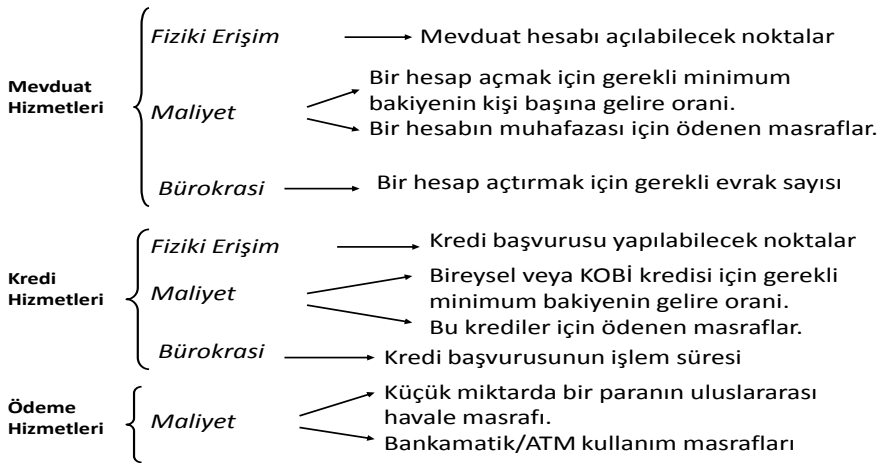 Fiziki Erişim
Mevduat hesabı açılabilecek noktalar
Mevduat
Hizmetleri
Maliyet
Bir hesap açmak için gerekli minimum
bakiyenin kişi başına gelire orani.
Bir hesabın muhafazası için ödenen masraflar.
Bürokrasi
Bir hesap açtırmak için gerekli evrak sayısı
Fiziki Erişim
Kredi başvurusu yapılabilecek noktalar
Kredi
Hizmetleri
Maliyet
Bireysel veya KOBİ kredisi için gerekli
minimum bakiyenin gelire orani.
Bu krediler için ödenen masraflar.
Bürokrasi
Kredi başvurusunun işlem süresi
Ödeme
Hizmetleri
Maliyet
Küçük miktarda bir paranın uluslararası
havale masrafı.
Bankamatik/ATM kullanım masrafları